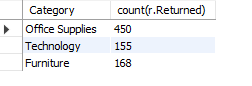 Category count(r.Returned)
Office Supplies 450
Technology 155
Furniture 168